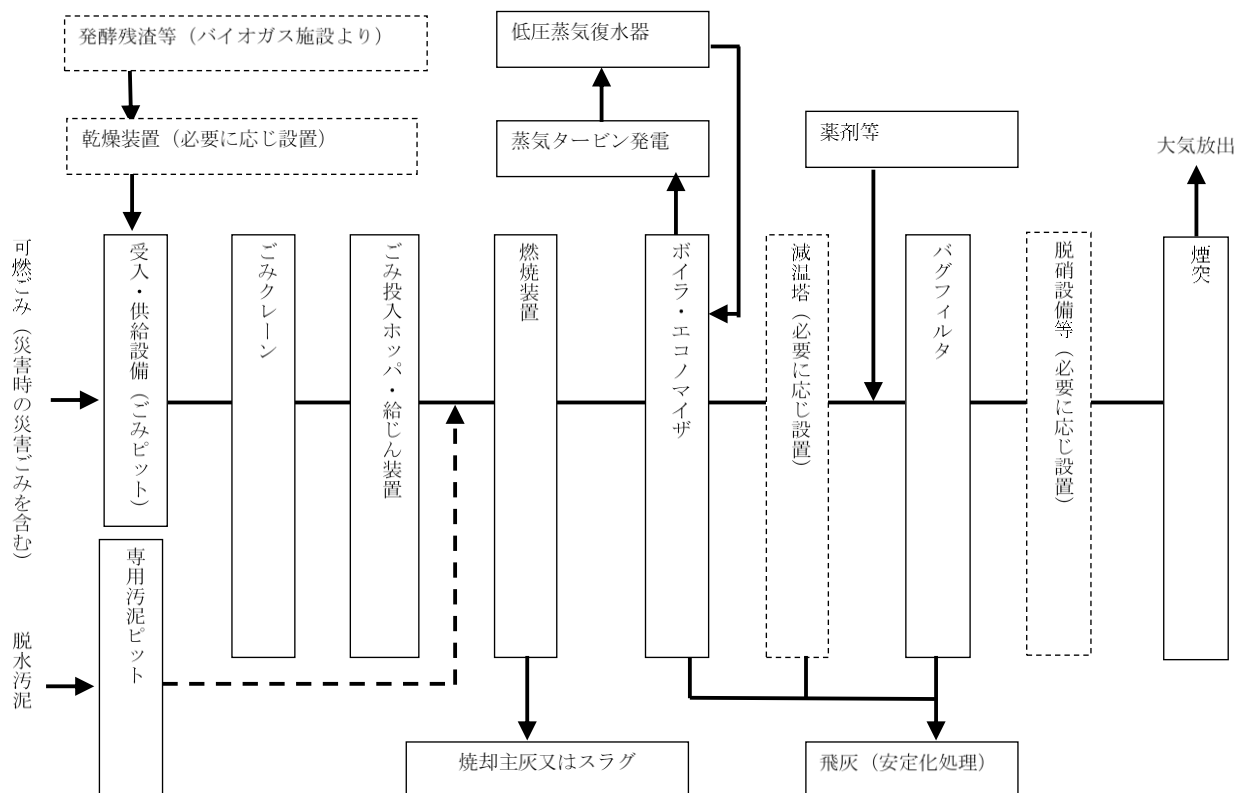 発酵残渣等（バイオガス施設より）
低圧蒸気復水器
乾燥装置（必要に応じ設置）
蒸気タービン発電
薬剤等
大気放出
可燃ごみ（災害時の災害ごみを含む）
受入・供給設備（ごみピット）
ごみクレーン
ごみ投入ホッパ・給じん装置
燃焼装置
ボイラ・エコノマイザ
減温塔（必要に応じ設置）
バグフィルタ
脱硝設備等（必要に応じ設置）
煙突
脱水汚泥
専用汚泥ピット
焼却主灰又はスラグ
飛灰（安定化処理）